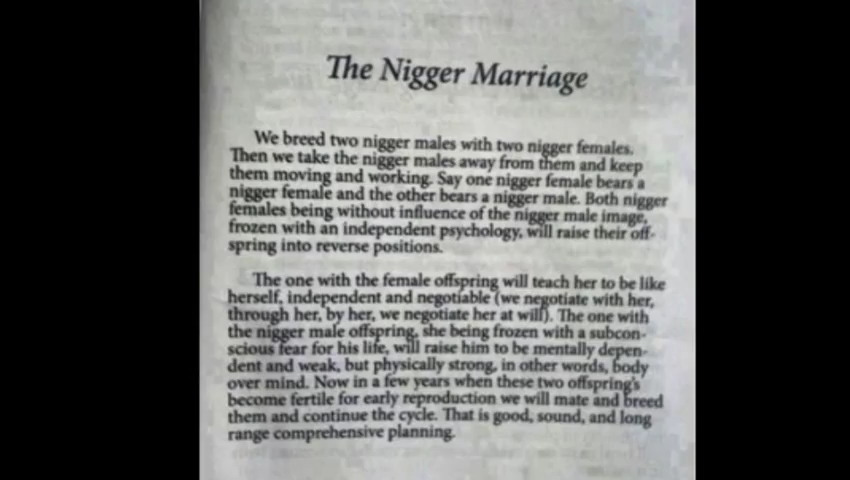 The Nigger Marriage
We breed two nigger males with two nigger females.
Then we take the nigger males away from them and keep
them moving and working. Say one nigger female bears a
nigger female and the other bears a nigger male. Both nigger
females being without influence of the nigger male image,
frozen with an independent psychology, will raise their off-
spring into reverse positions.
The one with the female offspring will teach her to be like
herself, independent and negotiable (we negotiate with her,
through her, by her, we negotiate her at will). The one with
the nigger male offspring, she being frozen with a subcon-
scious fear for his life, will raise him to be mentally depen-
dent and weak, but physically strong, in other words, body
over mind. Now in a few years when these two offspring's
become fertile for early reproduction we will mate and breed
them and continue the cycle. That is good, sound, and long
range comprehensive planning.